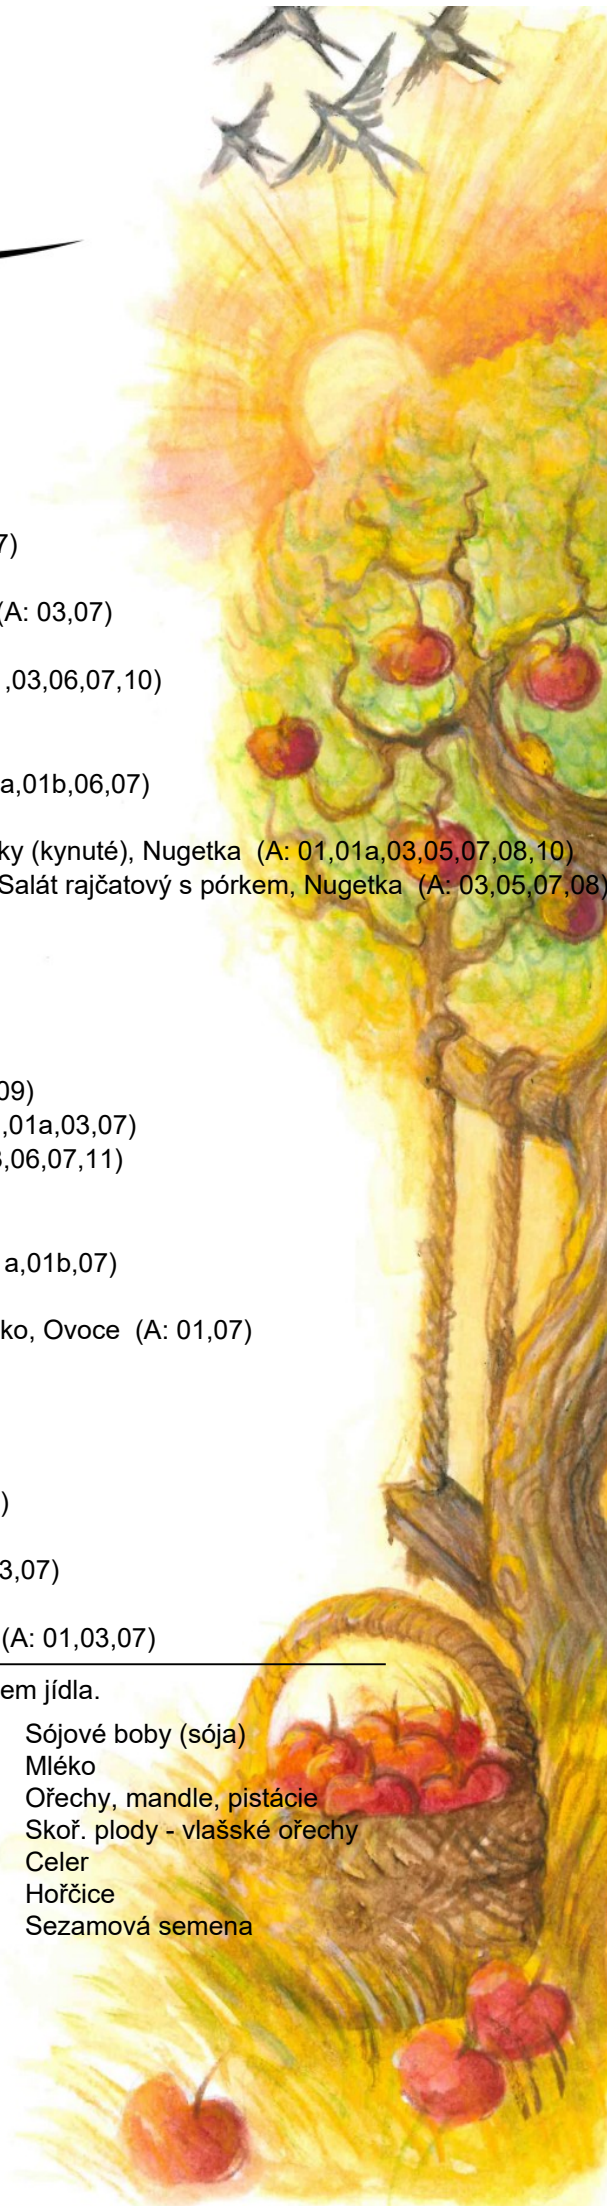 7)
(A: 03,07)
,03,06,07,10)
a,01b,06,07)
ky (kynuté), Nugetka (A: 01,01a,03,05,07,08,10)
Salát rajčatový s pórkem, Nugetka (A: 03,05,07,08)
09)
,01a,03,07)
,06,07,11)
a,01b,07)
ko, Ovoce (A: 01,07)
)
3,07)
(A: 01,03,07)
em jídla.
Sójové boby (sója)
Mléko
Ořechy, mandle, pistácie
Skoř. plody - vlašské ořechy
Celer
Hořčice
Sezamová semena